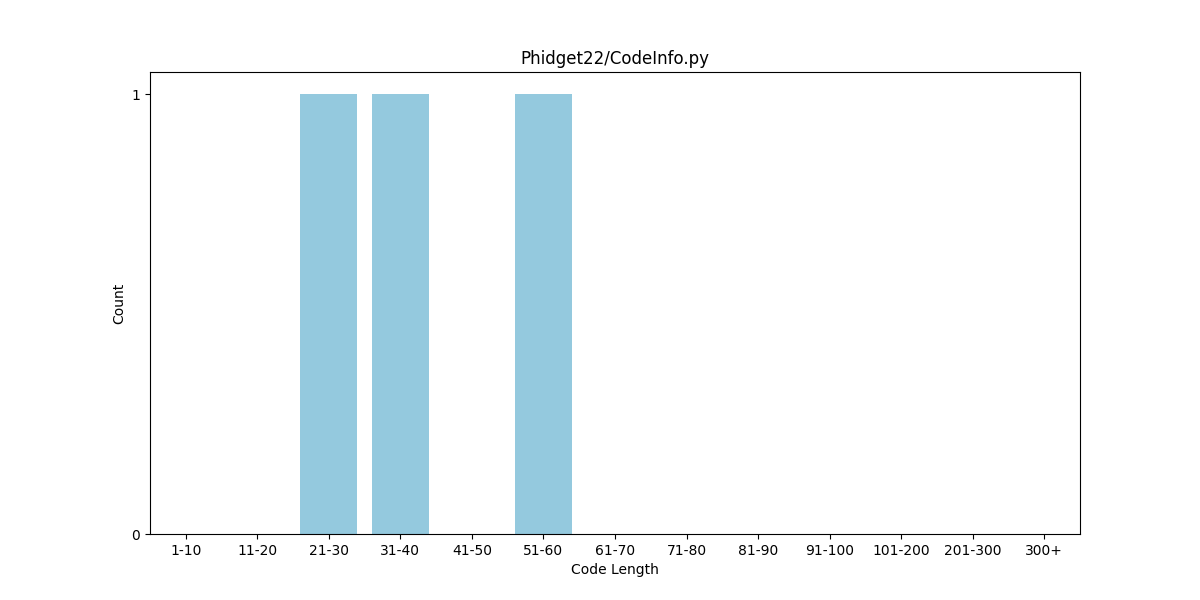 Phidget22/CodeInfo.py
1
Count
0
1-10 11-20 21-30 31-40 41-50 51-60 61-70 71-80 81-90 91-100 101-200 201-300 300+
Code Length